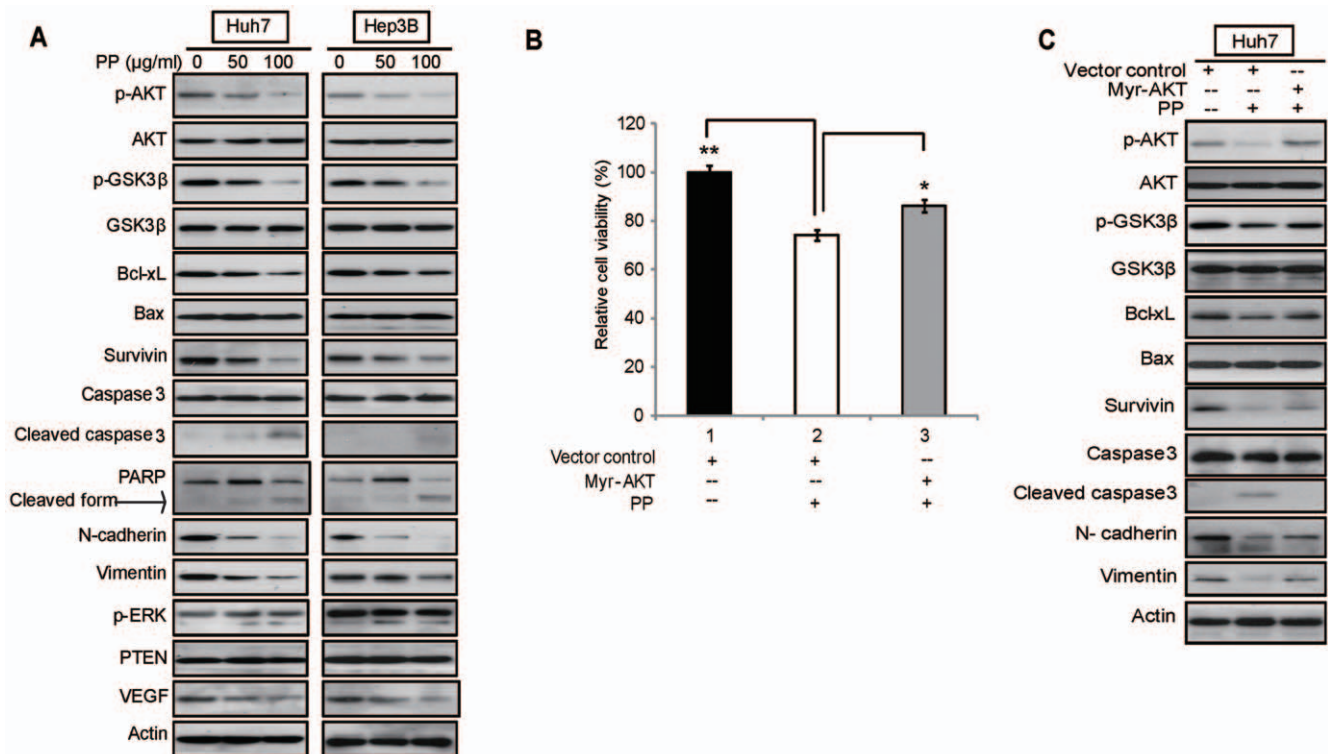 A
Huh7
Hep3B
PP (µg/ml) 0 50 100 0 50 100
p-AKT
AKT
p-GSK3β
GSK3β
Bcl-xL
Bax
Survivin
Caspase 3
Cleaved caspase 3
PARP
Cleaved form
N-cadherin
Vimentin
p-ERK
PTEN
VEGF
Actin
B
Relative cell viability (%)
120
100
80
60
40
20
0
**
*
1 2 3
Vector control + + --
Myr-AKT -- -- +
PP -- + +
C
Huh7
Vector control + + --
Myr-AKT -- -- +
PP -- + +
p-AKT
AKT
p-GSK3β
GSK3β
Bcl-xL
Bax
Survivin
Caspase3
Cleaved caspase3
N- cadherin
Vimentin
Actin